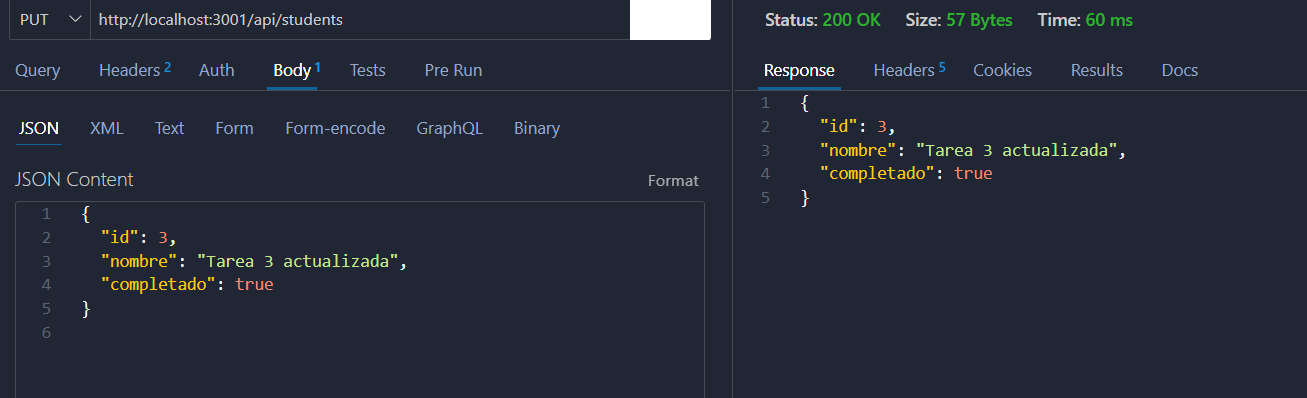 PUT http://localhost:3001/api/students
Query Headers 2 Auth Body 1 Tests Pre Run
JSON XML Text Form Form-encode GraphQL Binary
JSON Content Format
1 {
2 "id": 3,
3 "nombre": "Tarea 3 actualizada",
4 "completado": true
5 }
6
Status: 200 OK Size: 57 Bytes Time: 60 ms
Response Headers 5 Cookies Results Docs
1 {
2 "id": 3,
3 "nombre": "Tarea 3 actualizada",
4 "completado": true
5 }